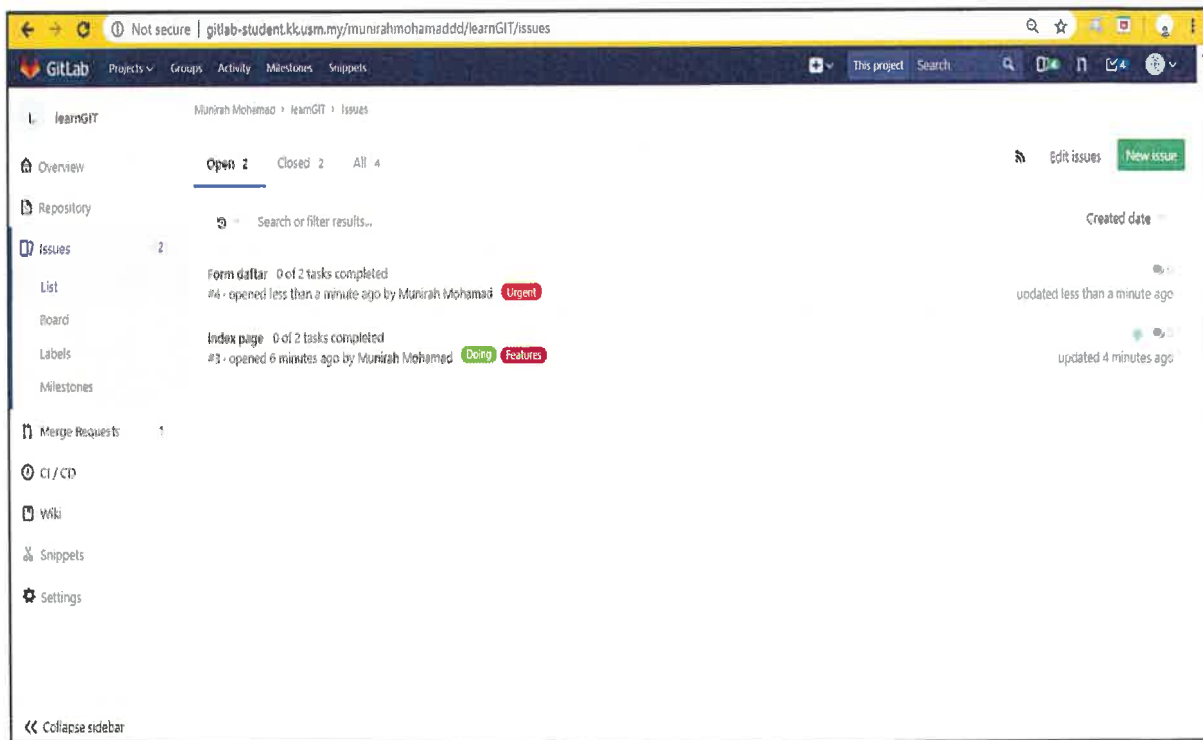 Not secure | gitlab-student.kk.usm.my/munirahmohamaddd/learnGIT/issues
GitLab Projects Groups Activity Milestones Snippets This project Search 4
L learnGIT
Munirah Mohamad › learnGIT › Issues
Overview
Open 2 Closed 2 All 4
Edit issues New issue
Repository
Search or filter results...
Created date
Issues 2
List
Board
Labels
Milestones
Form daftar 0 of 2 tasks completed
#4 · opened less than a minute ago by Munirah Mohamad Urgent
updated less than a minute ago
Index page 0 of 2 tasks completed
#3 · opened 6 minutes ago by Munirah Mohamad Doing Features
updated 4 minutes ago
Merge Requests 1
CI / CD
Wiki
Snippets
Settings
<< Collapse sidebar